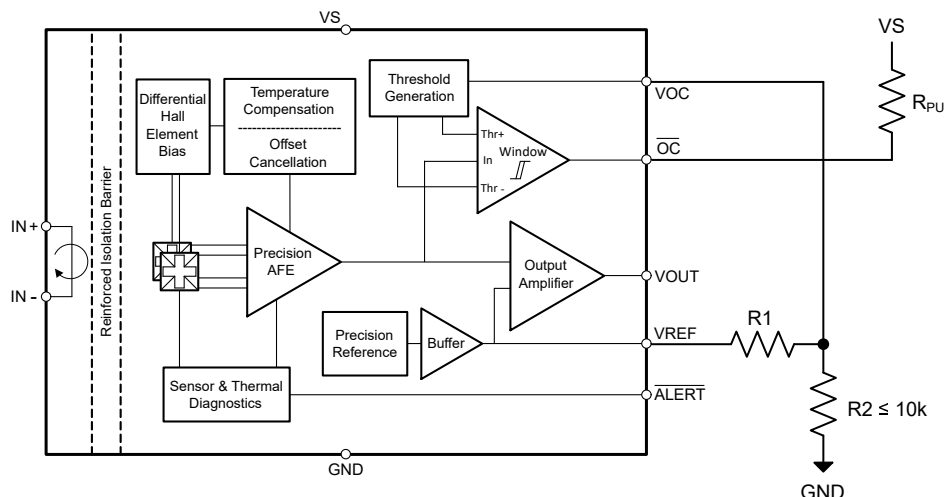 VS
VS
Differential
Hall
Element
Bias
Temperature
Compensation
Offset
Cancellation
Threshold
Generation
VOC
RPU
Thr+
In
Window
Thr -
OC
Reinforced Isolation Barrier
IN+
IN-
Precision
AFE
Output
Amplifier
VOUT
Precision
Reference
Buffer
VREF
R1
Sensor & Thermal
Diagnostics
ALERT
R2 ≤ 10k
GND
GND